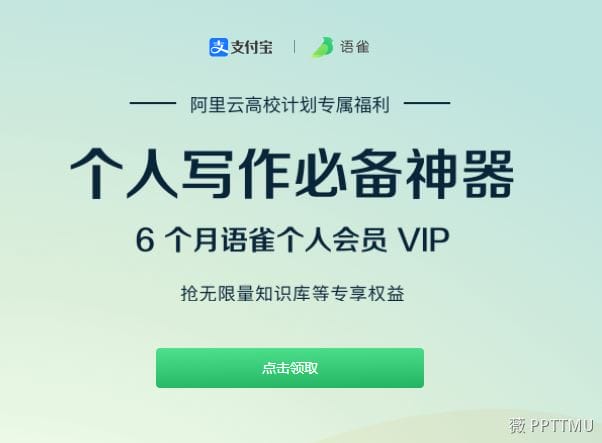 支付宝 | 语雀
阿里云高校计划专属福利
个人写作必备神器
6 个月语雀个人会员 VIP
抢无限量知识库等专享权益
点击领取
薇 PPTTMU